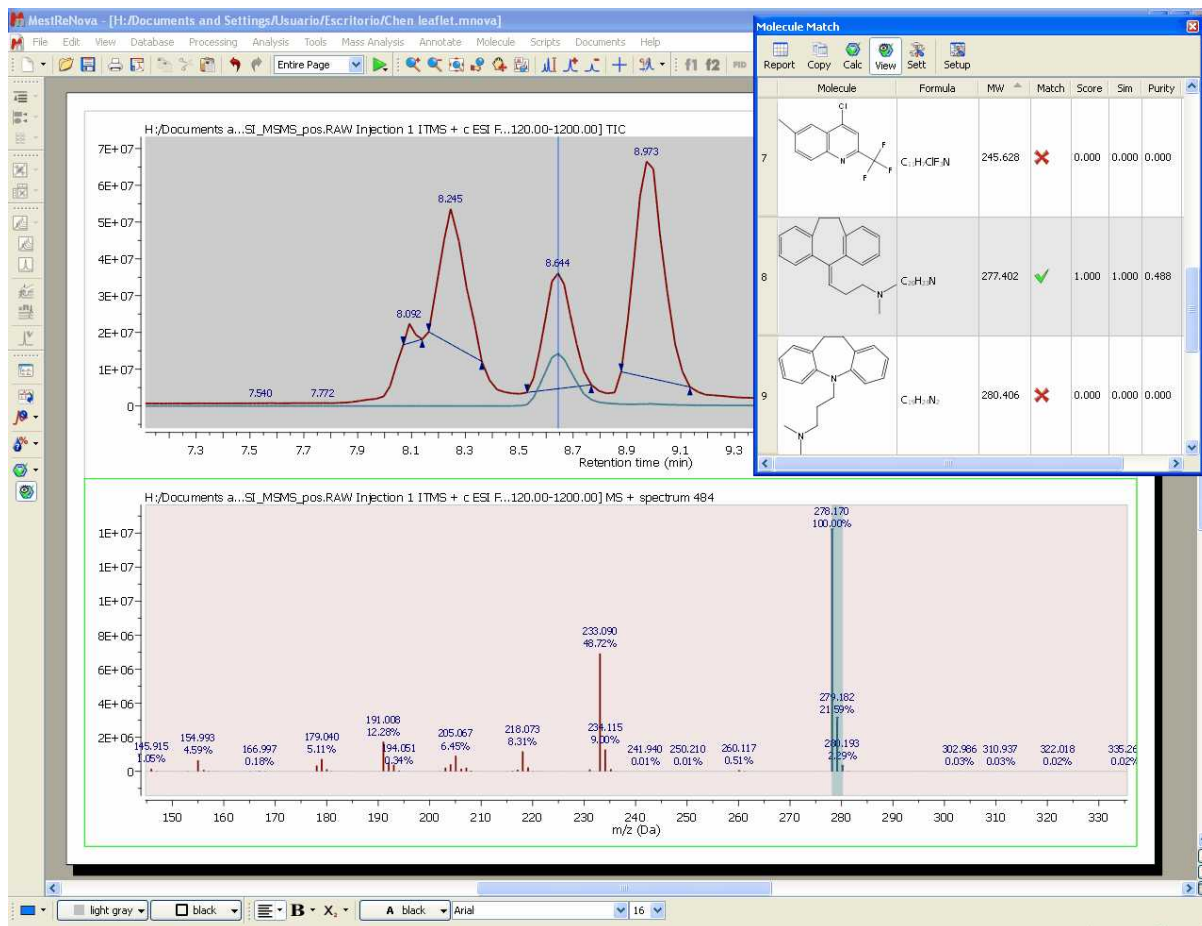 MestReNova - [H:/Documents and Settings/Usuario/Escritorio/Chen leaflet.mnova]
File Edit View Database Processing Analysis Tools Mass Analysis Annotate Molecule Scripts Documents Help
Entire Page f1 f2 FID
Molecule Match
Report Copy Calc View Sett Setup
Molecule Formula MW Match Score Sim Purity
Cl
N F F F
7 245.628 0.000 0.000 0.000
8 N C₂₀H₂₃N 277.402 1.000 1.000 0.488
N
N
9 C₁₉H₂₄N₂ 280.406 0.000 0.000 0.000
H:/Documents a...SI_MSMS_pos.RAW Injection 1 ITMS + c ESI F...120.00-1200.00] TIC
7E+07
6E+07
5E+07
4E+07
3E+07
2E+07
1E+07
0
7.540 7.772 8.092 8.245 8.644 8.973
7.3 7.5 7.7 7.9 8.1 8.3 8.5 8.7 8.9 9.1 9.3
Retention time (min)
H:/Documents a...SI_MSMS_pos.RAW Injection 1 ITMS + c ESI F...120.00-1200.00] MS + spectrum 484
1E+07
1E+07
1E+07
8E+06
6E+06
4E+06
2E+06
0
145.915
1.05%
154.993
4.59%
166.997
0.18%
179.040
5.11%
191.008
12.28%
194.051
0.34%
205.067
6.45%
218.073
8.31%
233.090
48.72%
234.115
9.00%
241.940
0.01%
250.210
0.01%
260.117
0.51%
278.170
100.00%
279.182
21.59%
280.193
2.29%
302.986
0.03%
310.937
0.03%
322.018
0.02%
335.26
0.02%
150 160 170 180 190 200 210 220 230 240 250 260 270 280 290 300 310 320 330
m/z (Da)
light gray black B X₂ A black Arial 16